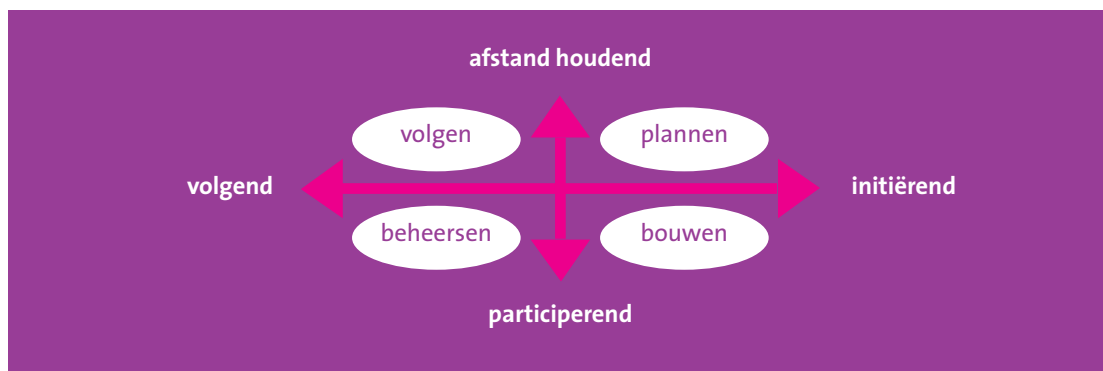 afstand houdend
volgen
plannen
volgend
initiërend
beheersen
bouwen
participerend